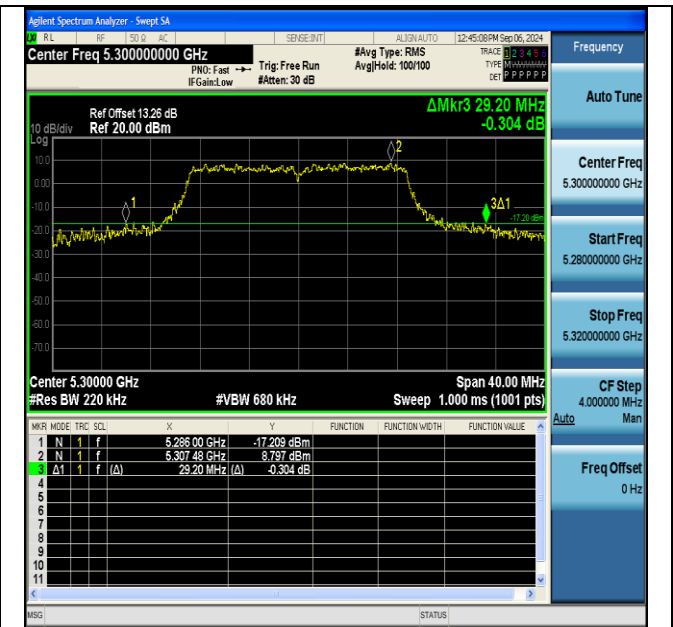 Agilent Spectrum Analyzer - Swept SA
RL RF 50 Ω AC SENSE:INT ALIGN AUTO 12:45:08 PM Sep 06, 2024
Center Freq 5.300000000 GHz #Avg Type: RMS TRACE 1 2 3 4 5 6
PNO: Fast Trig: Free Run Avg|Hold: 100/100 TYPE M
IFGain:Low #Atten: 30 dB DET P P P P P P
Frequency
Auto Tune
Center Freq
5.300000000 GHz
Start Freq
5.280000000 GHz
Stop Freq
5.320000000 GHz
CF Step
4.000000 MHz
Auto Man
Freq Offset
0 Hz
ΔMkr3 29.20 MHz
-0.304 dB
Ref Offset 13.26 dB
10 dB/div Ref 20.00 dBm
Log
10.0
0.00
-10.0
-20.0
-30.0
-40.0
-50.0
-60.0
-70.0
1
2
3Δ1
-17.20 dBm
Center 5.30000 GHz Span 40.00 MHz
#Res BW 220 kHz #VBW 680 kHz Sweep 1.000 ms (1001 pts)
MKR MODE TRC SCL X Y FUNCTION FUNCTION WIDTH FUNCTION VALUE
1 N 1 f 5.286 00 GHz -17.209 dBm
2 N 1 f 5.307 48 GHz 8.797 dBm
3 Δ1 1 f (Δ) 29.20 MHz (Δ) -0.304 dB
4
5
6
7
8
9
10
11
MSG STATUS